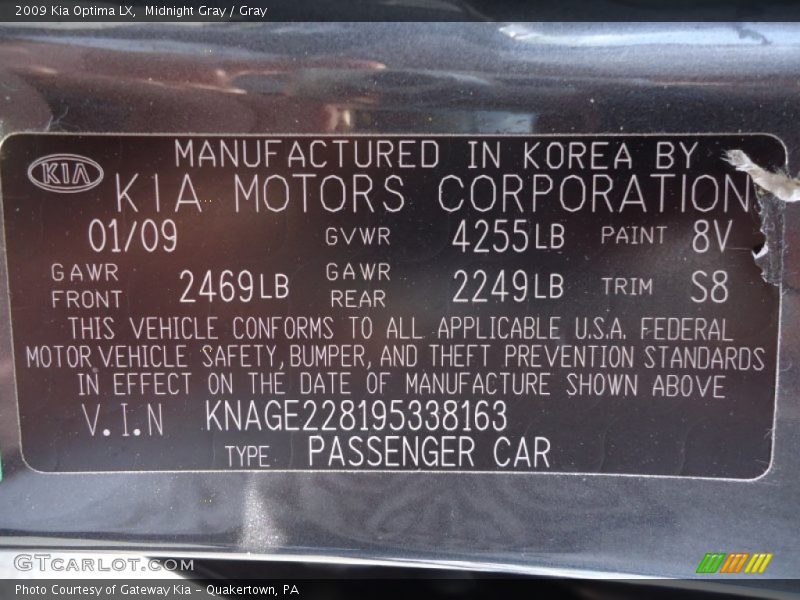 2009 Kia Optima LX, Midnight Gray / Gray
MANUFACTURED IN KOREA BY
KIA KIA MOTORS CORPORATION
01/09 GVWR 4255LB PAINT 8V
GAWR FRONT 2469LB GAWR REAR 2249LB TRIM S8
THIS VEHICLE CONFORMS TO ALL APPLICABLE U.S.A. FEDERAL
MOTOR VEHICLE SAFETY, BUMPER, AND THEFT PREVENTION STANDARDS
IN EFFECT ON THE DATE OF MANUFACTURE SHOWN ABOVE
V.I.N KNAGE228195338163
TYPE PASSENGER CAR
GTCARLOT.COM
Photo Courtesy of Gateway Kia - Quakertown, PA